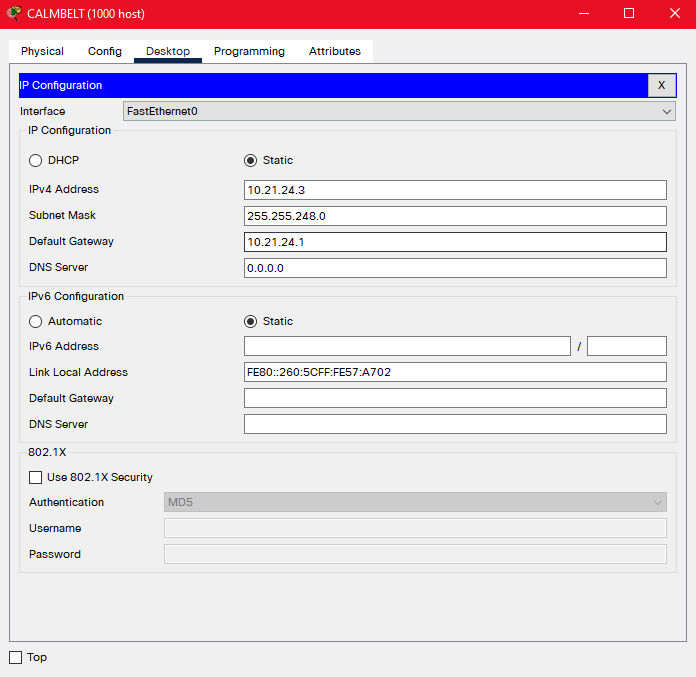 CALMBELT (1000 host)
Physical Config Desktop Programming Attributes
IP Configuration X
Interface FastEthernet0
IP Configuration
DHCP Static
IPv4 Address 10.21.24.3
Subnet Mask 255.255.248.0
Default Gateway 10.21.24.1
DNS Server 0.0.0.0
IPv6 Configuration
Automatic Static
IPv6 Address /
Link Local Address FE80::260:5CFF:FE57:A702
Default Gateway
DNS Server
802.1X
Use 802.1X Security
Authentication MD5
Username
Password
Top